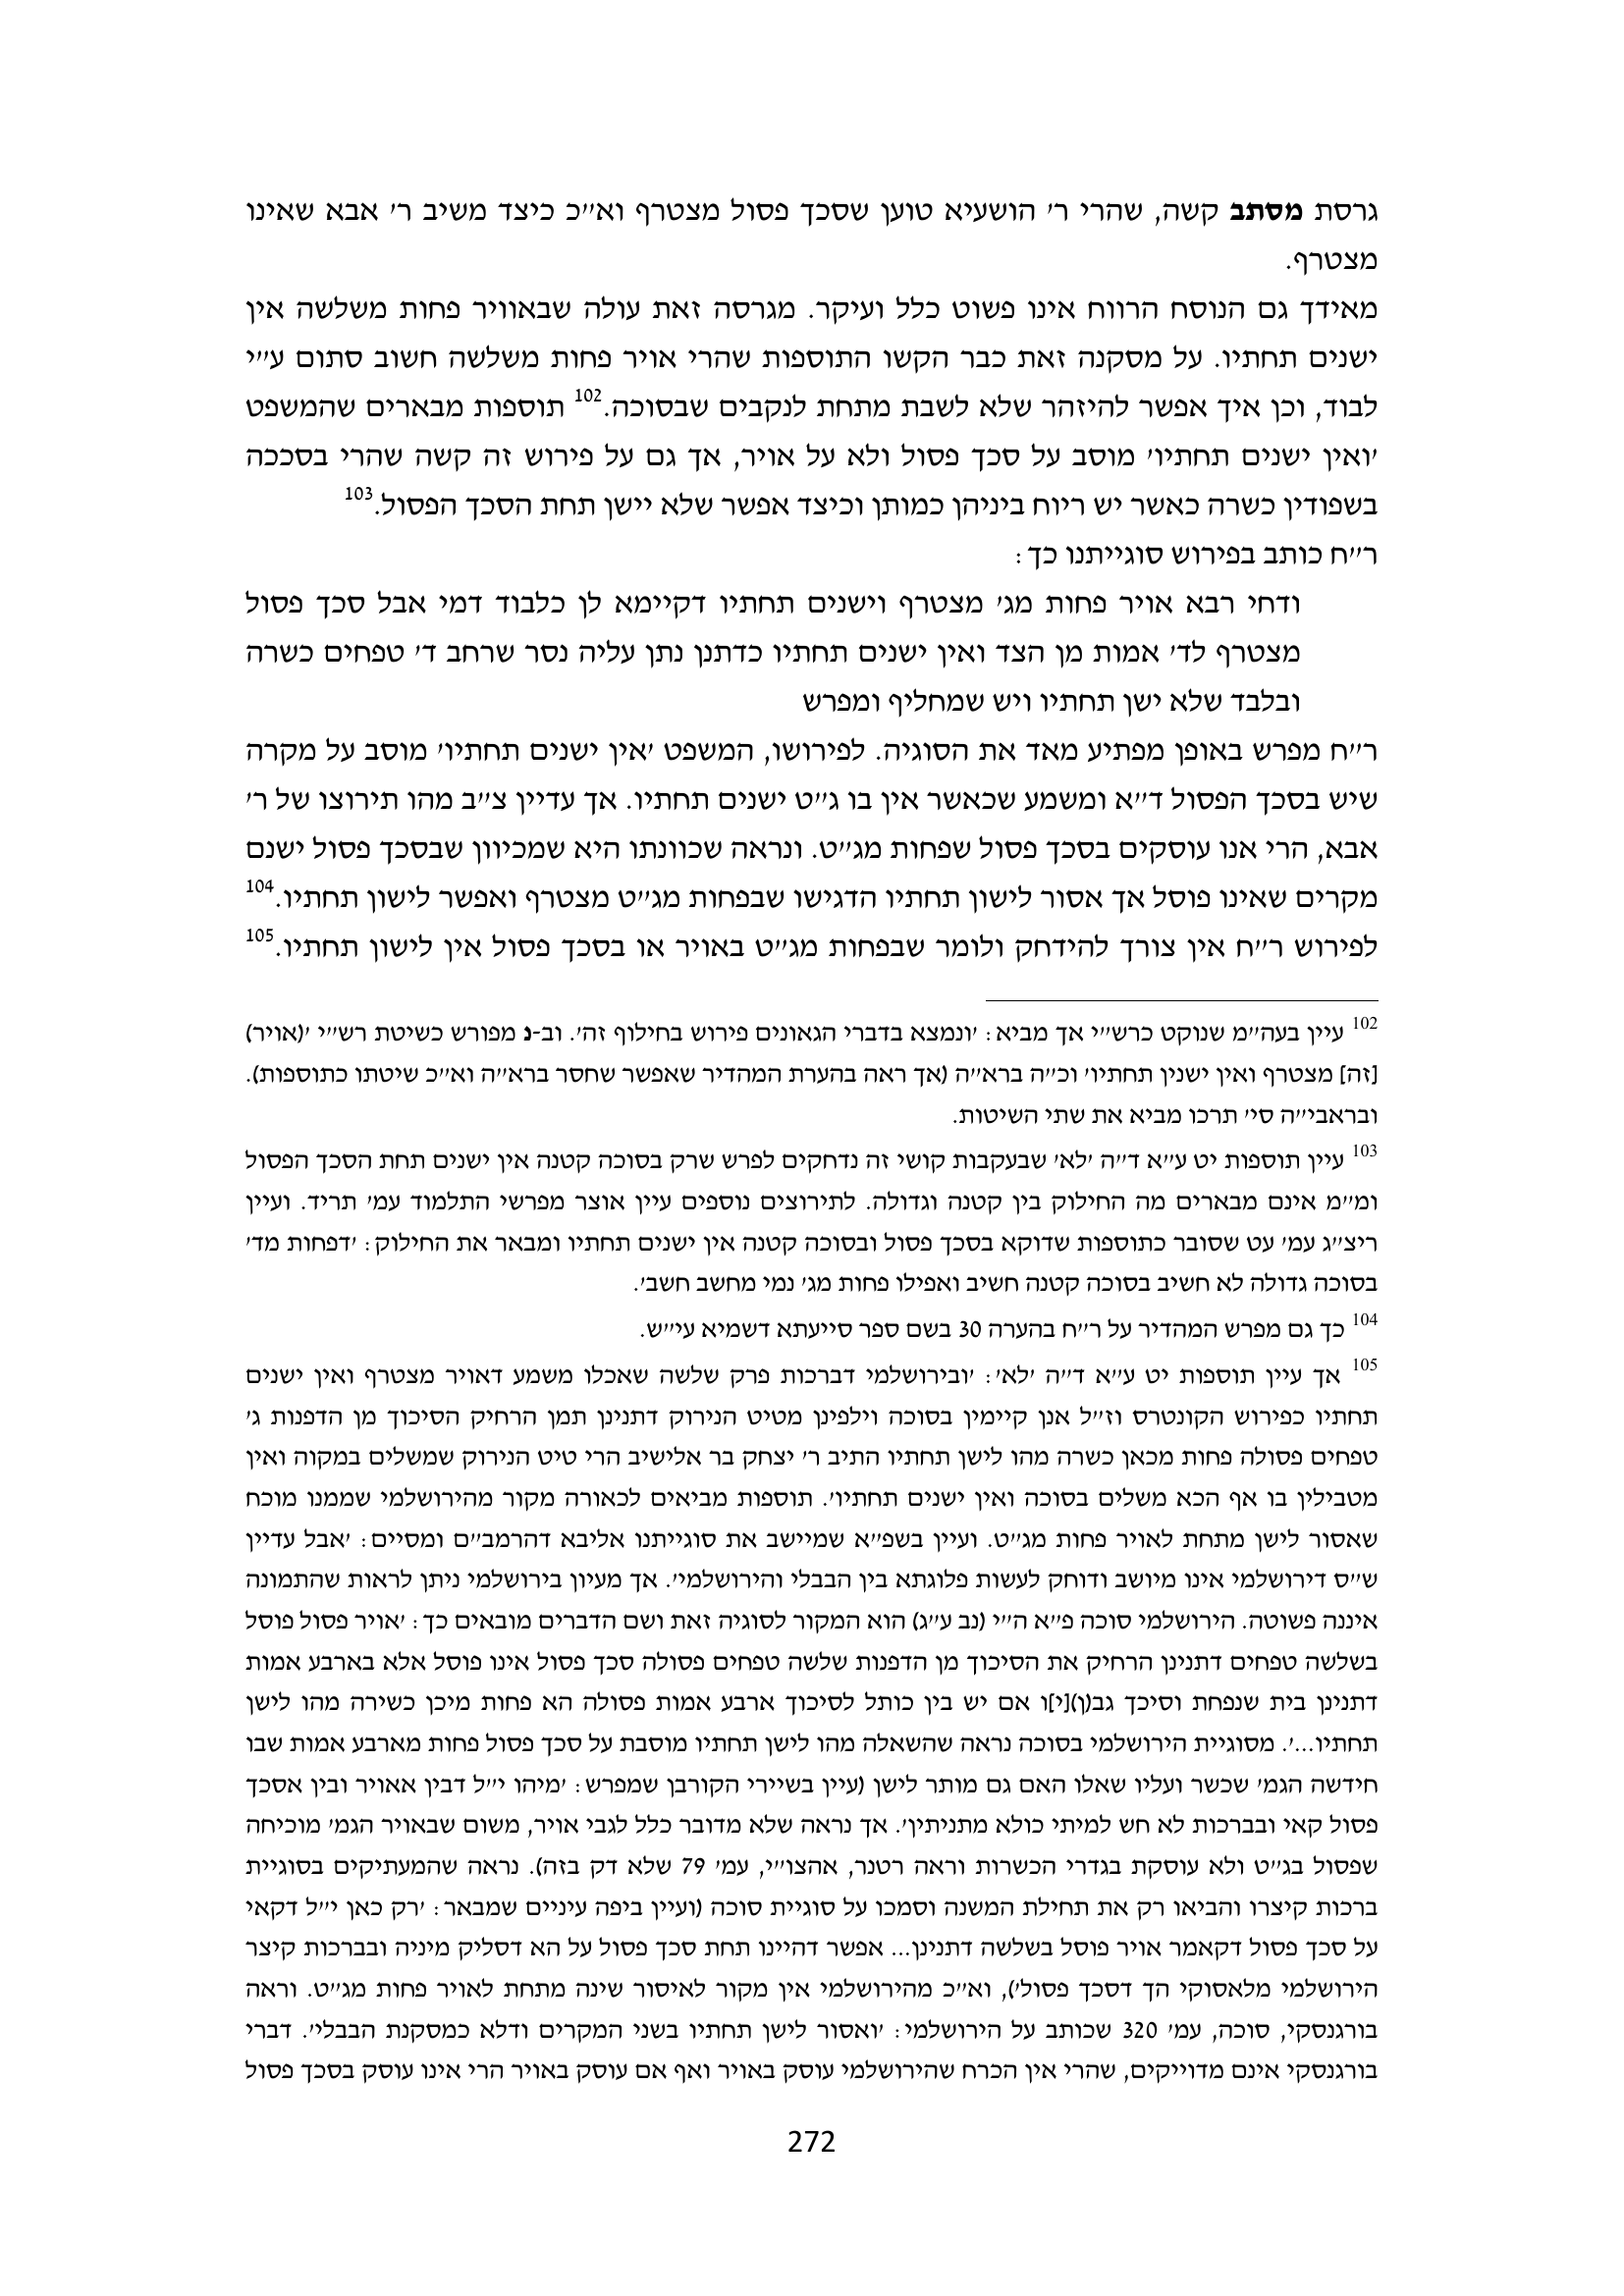 גרסת מסתב קשה, שהרי ר' הושעיא טוען שסכך פסול מצטרף וא"כ כיצד משיב ר' אבא שאינו
מצטרף.
מאידך גם הנוסח הרווח אינו פשוט כלל ועיקר. מגרסה זאת עולה שבאוויר פחות משלשה אין
ישנים תחתיו. על מסקנה זאת כבר הקשו התוספות שהרי אויר פחות משלשה חשוב סתום ע"י
לבוד, וכן איך אפשר להיזהר שלא לשבת מתחת לנקבים שבסוכה.102 תוספות מבארים שהמשפט
'ואין ישנים תחתיו' מוסב על סכך פסול ולא על אויר, אך גם על פירוש זה קשה שהרי בסככה
בשפודין כשרה כאשר יש ריוח ביניהן כמותן וכיצד אפשר שלא יישן תחת הסכך הפסול.103
ר"ח כותב בפירוש סוגייתנו כך:
ודחי רבא אויר פחות מג' מצטרף וישנים תחתיו דקיימא לן כלבוד דמי אבל סכך פסול
מצטרף לד' אמות מן הצד ואין ישנים תחתיו כדתנן נתן עליה נסר שרחב ד' טפחים כשרה
ובלבד שלא ישן תחתיו ויש שמחליף ומפרש
ר"ח מפרש באופן מפתיע מאד את הסוגיה. לפירושו, המשפט 'אין ישנים תחתיו' מוסב על מקרה
שיש בסכך הפסול ד"א ומשמע שכאשר אין בו ג"ט ישנים תחתיו. אך עדיין צ"ב מהו תירוצו של ר'
אבא, הרי אנו עוסקים בסכך פסול שפחות מג"ט. ונראה שכוונתו היא שמכיוון שבסכך פסול ישנם
מקרים שאינו פוסל אך אסור לישון תחתיו הדגישו שבפחות מג"ט מצטרף ואפשר לישון תחתיו.104
לפירוש ר"ח אין צורך להידחק ולומר שבפחות מג"ט באויר או בסכך פסול אין לישון תחתיו.105
102 עיין בעה"מ שנוקט כרש"י אך מביא: 'ונמצא בדברי הגאונים פירוש בחילוף זה'. וב-נ מפורש כשיטת רש"י '(אויר)
[זה] מצטרף ואין ישנין תחתיו' וכ"ה ברא"ה (אך ראה בהערת המהדיר שאפשר שחסר ברא"ה וא"כ שיטתו כתוספות).
ובראבי"ה סי' תרכו מביא את שתי השיטות.
103 עיין תוספות יט ע"א ד"ה 'לא' שבעקבות קושי זה נדחקים לפרש שרק בסוכה קטנה אין ישנים תחת הסכך הפסול
ומ"מ אינם מבארים מה החילוק בין קטנה וגדולה. לתירוצים נוספים עיין אוצר מפרשי התלמוד עמ' תריד. ועיין
ריצ"ג עמ' עט שסובר כתוספות שדוקא בסכך פסול ובסוכה קטנה אין ישנים תחתיו ומבאר את החילוק: 'דפחות מד'
בסוכה גדולה לא חשיב בסוכה קטנה חשיב ואפילו פחות מג' נמי מחשב חשב'.
104 כך גם מפרש המהדיר על ר"ח בהערה 30 בשם ספר סייעתא דשמיא עי"ש.
105 אך עיין תוספות יט ע"א ד"ה 'לא': 'ובירושלמי דברכות פרק שלשה שאכלו משמע דאויר מצטרף ואין ישנים
תחתיו כפירוש הקונטרס וז"ל אנן קיימין בסוכה וילפינן מטיט הנירוק דתנינן תמן הרחיק הסיכוך מן הדפנות ג'
טפחים פסולה פחות מכאן כשרה מהו לישן תחתיו התיב ר' יצחק בר אלישיב הרי טיט הנירוק שמשלים במקוה ואין
מטבילין בו אף הכא משלים בסוכה ואין ישנים תחתיו'. תוספות מביאים לכאורה מקור מהירושלמי שממנו מוכח
שאסור לישן מתחת לאויר פחות מג"ט. ועיין בשפ"א שמיישב את סוגייתנו אליבא דהרמב"ם ומסיים: 'אבל עדיין
ש"ס דירושלמי אינו מיושב ודוחק לעשות פלוגתא בין הבבלי והירושלמי'. אך מעיון בירושלמי ניתן לראות שהתמונה
איננה פשוטה. הירושלמי סוכה פ"א ה"י (נב ע"ג) הוא המקור לסוגיה זאת ושם הדברים מובאים כך: 'אויר פסול פוסל
בשלשה טפחים דתנינן הרחיק את הסיכוך מן הדפנות שלשה טפחים פסולה סכך פסול אינו פוסל אלא בארבע אמות
דתנינן בית שנפחת וסיכך גב(ן)[י]ו אם יש בין כותל לסיכוך ארבע אמות פסולה הא פחות מיכן כשירה מהו לישן
תחתיו...'. מסוגיית הירושלמי בסוכה נראה שהשאלה מהו לישן תחתיו מוסבת על סכך פסול פחות מארבע אמות שבו
חידשה הגמ' שכשר ועליו שאלו האם גם מותר לישן (עיין בשיירי הקורבן שמפרש: 'מיהו י"ל דבין אאויר ובין אסכך
פסול קאי ובברכות לא חש למיתי כולא מתניתין'. אך נראה שלא מדובר כלל לגבי אויר, משום שבאויר הגמ' מוכיחה
שפסול בג"ט ולא עוסקת בגדרי הכשרות וראה רטנר, אהצו"י, עמ' 79 שלא דק בזה). נראה שהמעתיקים בסוגיית
ברכות קיצרו והביאו רק את תחילת המשנה וסמכו על סוגיית סוכה (ועיין ביפה עיניים שמבאר: 'רק כאן י"ל דקאי
על סכך פסול דקאמר אויר פוסל בשלשה דתנינן... אפשר דהיינו תחת סכך פסול על הא דסליק מיניה ובברכות קיצר
הירושלמי מלאסוקי הך דסכך פסול'), וא"כ מהירושלמי אין מקור לאיסור שינה מתחת לאויר פחות מג"ט. וראה
בורגנסקי, סוכה, עמ' 320 שכותב על הירושלמי: 'ואסור לישן תחתיו בשני המקרים ודלא כמסקנת הבבלי'. דברי
בורגנסקי אינם מדוייקים, שהרי אין הכרח שהירושלמי עוסק באויר ואף אם עוסק באויר הרי אינו עוסק בסכך פסול
272